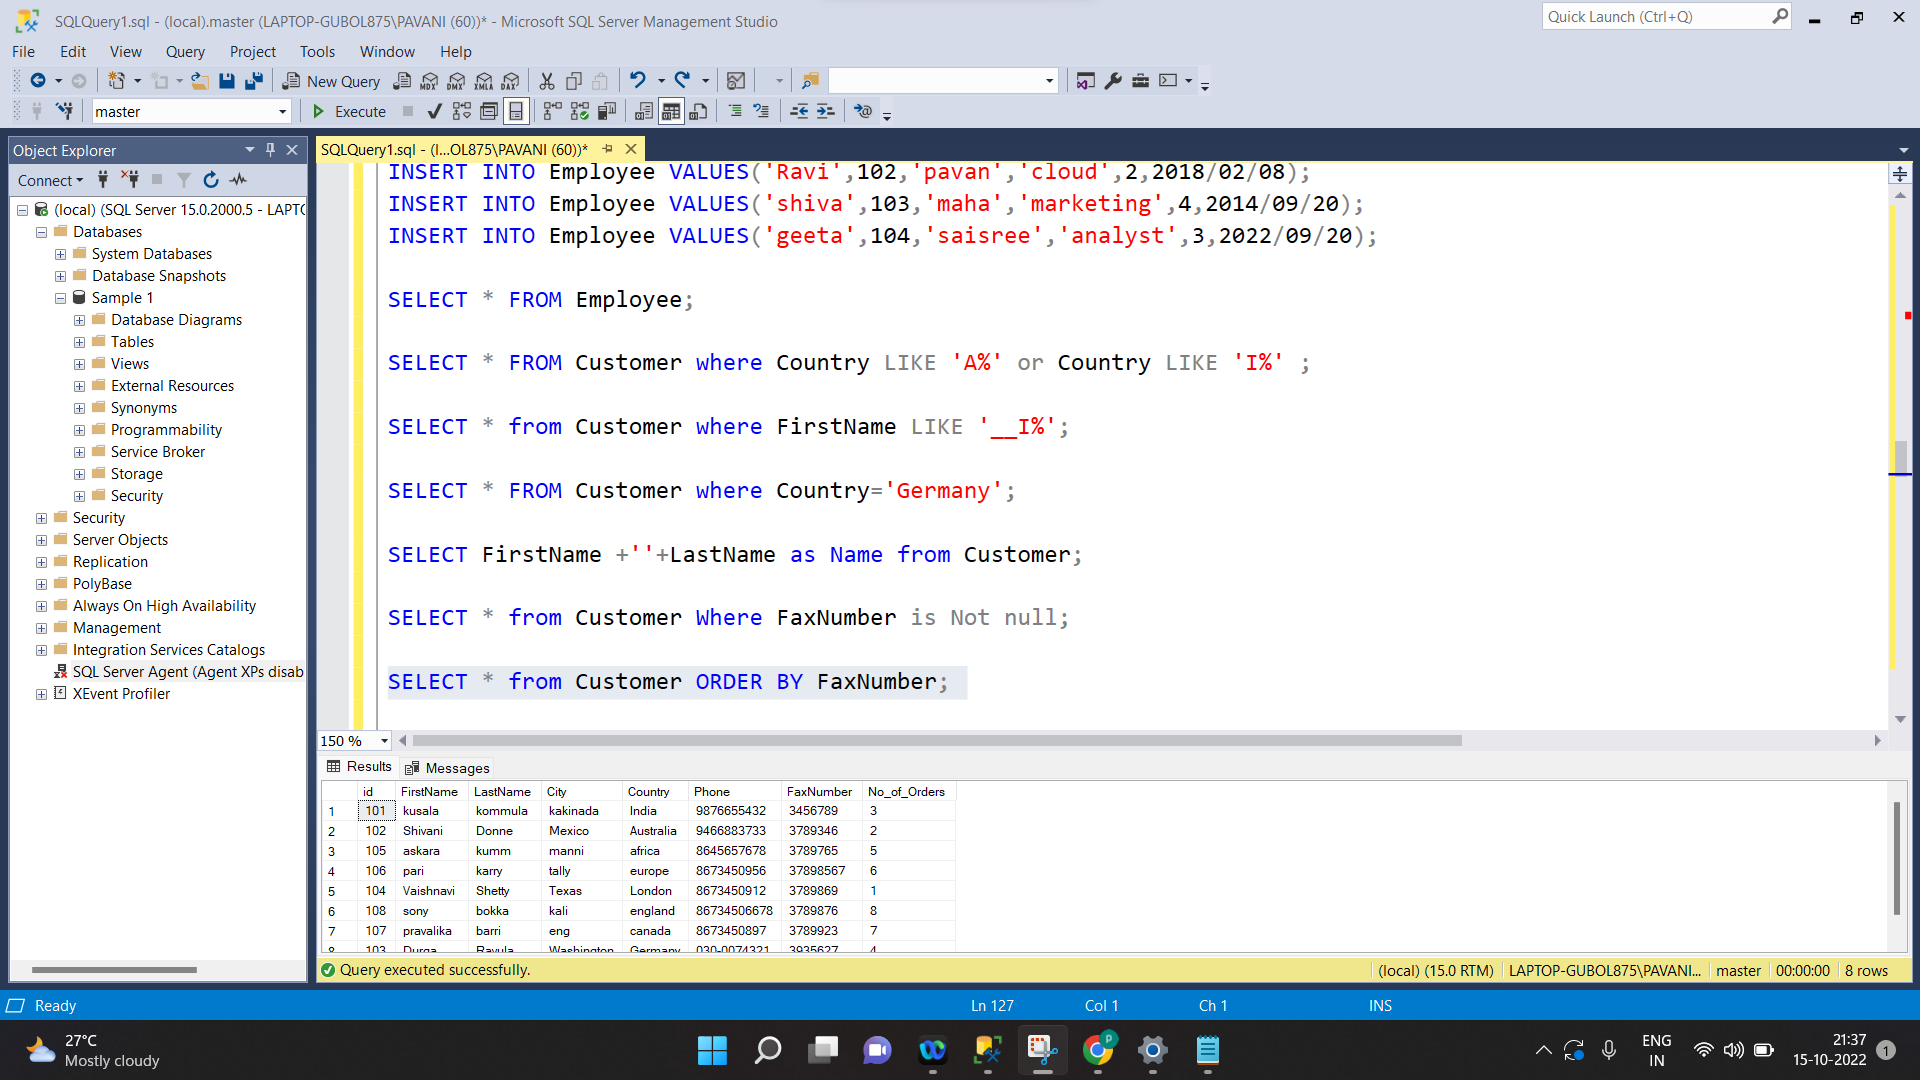 SQLQuery1.sql - (local).master (LAPTOP-GUBOL875\PAVANI (60))* - Microsoft SQL Server Management Studio
Quick Launch (Ctrl+Q)
File Edit View Query Project Tools Window Help
New Query
MDX DMX XMLA DAX
master
Execute
Object Explorer
SQLQuery1.sql - (l...OL875\PAVANI (60))*
Connect
(local) (SQL Server 15.0.2000.5 - LAPTO
Databases
System Databases
Database Snapshots
Sample 1
Database Diagrams
Tables
Views
External Resources
Synonyms
Programmability
Service Broker
Storage
Security
Security
Server Objects
Replication
PolyBase
Always On High Availability
Management
Integration Services Catalogs
SQL Server Agent (Agent XPs disab
XEvent Profiler
INSERT INTO Employee VALUES('Ravi',102,'pavan','cloud',2,2018/02/08);
INSERT INTO Employee VALUES('shiva',103,'maha','marketing',4,2014/09/20);
INSERT INTO Employee VALUES('geeta',104,'saisree','analyst',3,2022/09/20);
SELECT * FROM Employee;
SELECT * FROM Customer where Country LIKE 'A%' or Country LIKE 'I%' ;
SELECT * from Customer where FirstName LIKE '__I%';
SELECT * FROM Customer where Country='Germany';
SELECT FirstName +''+LastName as Name from Customer;
SELECT * from Customer Where FaxNumber is Not null;
SELECT * from Customer ORDER BY FaxNumber;
150 %
Results Messages
id FirstName LastName City Country Phone FaxNumber No_of_Orders
1 101 kusala kommula kakinada India 9876655432 3456789 3
2 102 Shivani Donne Mexico Australia 9466883733 3789346 2
3 105 askara kumm manni africa 8645657678 3789765 5
4 106 pari karry tally europe 8673450956 37898567 6
5 104 Vaishnavi Shetty Texas London 8673450912 3789869 1
6 108 sony bokka kali england 86734506678 3789876 8
7 107 pravalika barri eng canada 8673450897 3789923 7
8 103 Durga Ravula Washington Germany 030-0074321 3935627 4
Query executed successfully.
(local) (15.0 RTM) LAPTOP-GUBOL875\PAVANI... master 00:00:00 8 rows
Ready Ln 127 Col 1 Ch 1 INS
27°C
Mostly cloudy
P
ENG
IN
21:37
15-10-2022
1